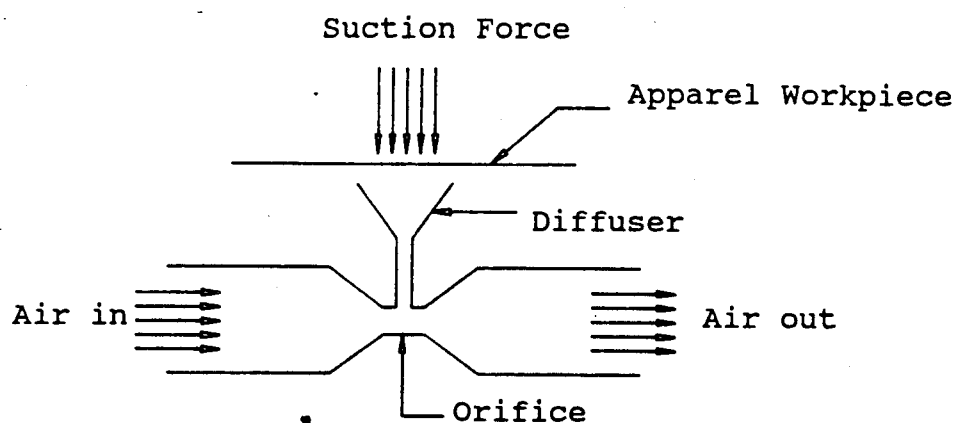 Suction Force
Apparel Workpiece
Diffuser
Air in
Air out
Orifice